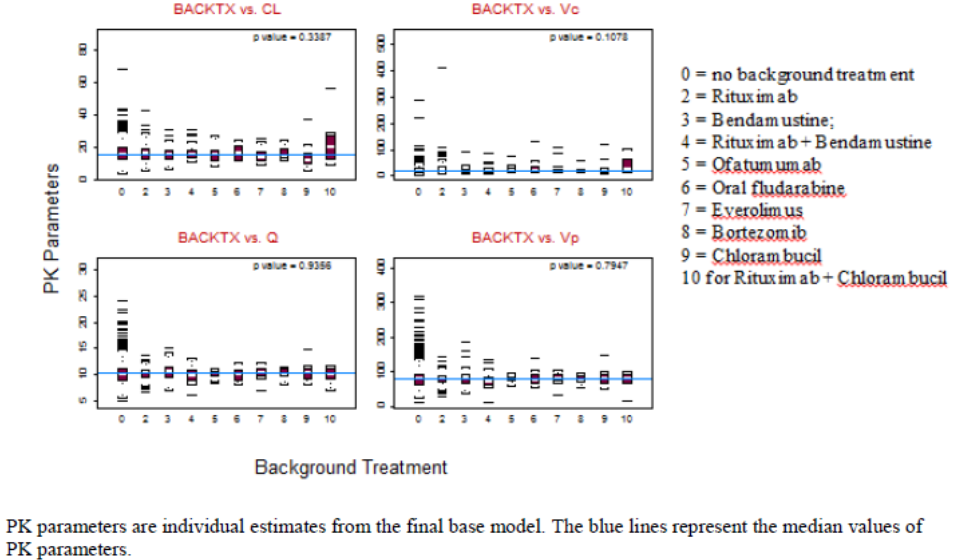 BACKTX vs. CL
BACKTX vs. Vc
p value = 0.3387
p value = 0.1078
0 2 3 4 5 6 7 8 9 10
0 2 3 4 5 6 7 8 9 10
BACKTX vs. Q
BACKTX vs. Vp
p value = 0.9356
p value = 0.7947
0 2 3 4 5 6 7 8 9 10
0 2 3 4 5 6 7 8 9 10
PK Parameters
Background Treatment
0 = no background treatment
2 = Rituximab
3 = Bendamustine;
4 = Rituximab + Bendamustine
5 = Ofatumumab
6 = Oral fludarabine
7 = Everolimus
8 = Bortezomib
9 = Chlorambucil
10 for Rituximab + Chlorambucil
PK parameters are individual estimates from the final base model. The blue lines represent the median values of
PK parameters.